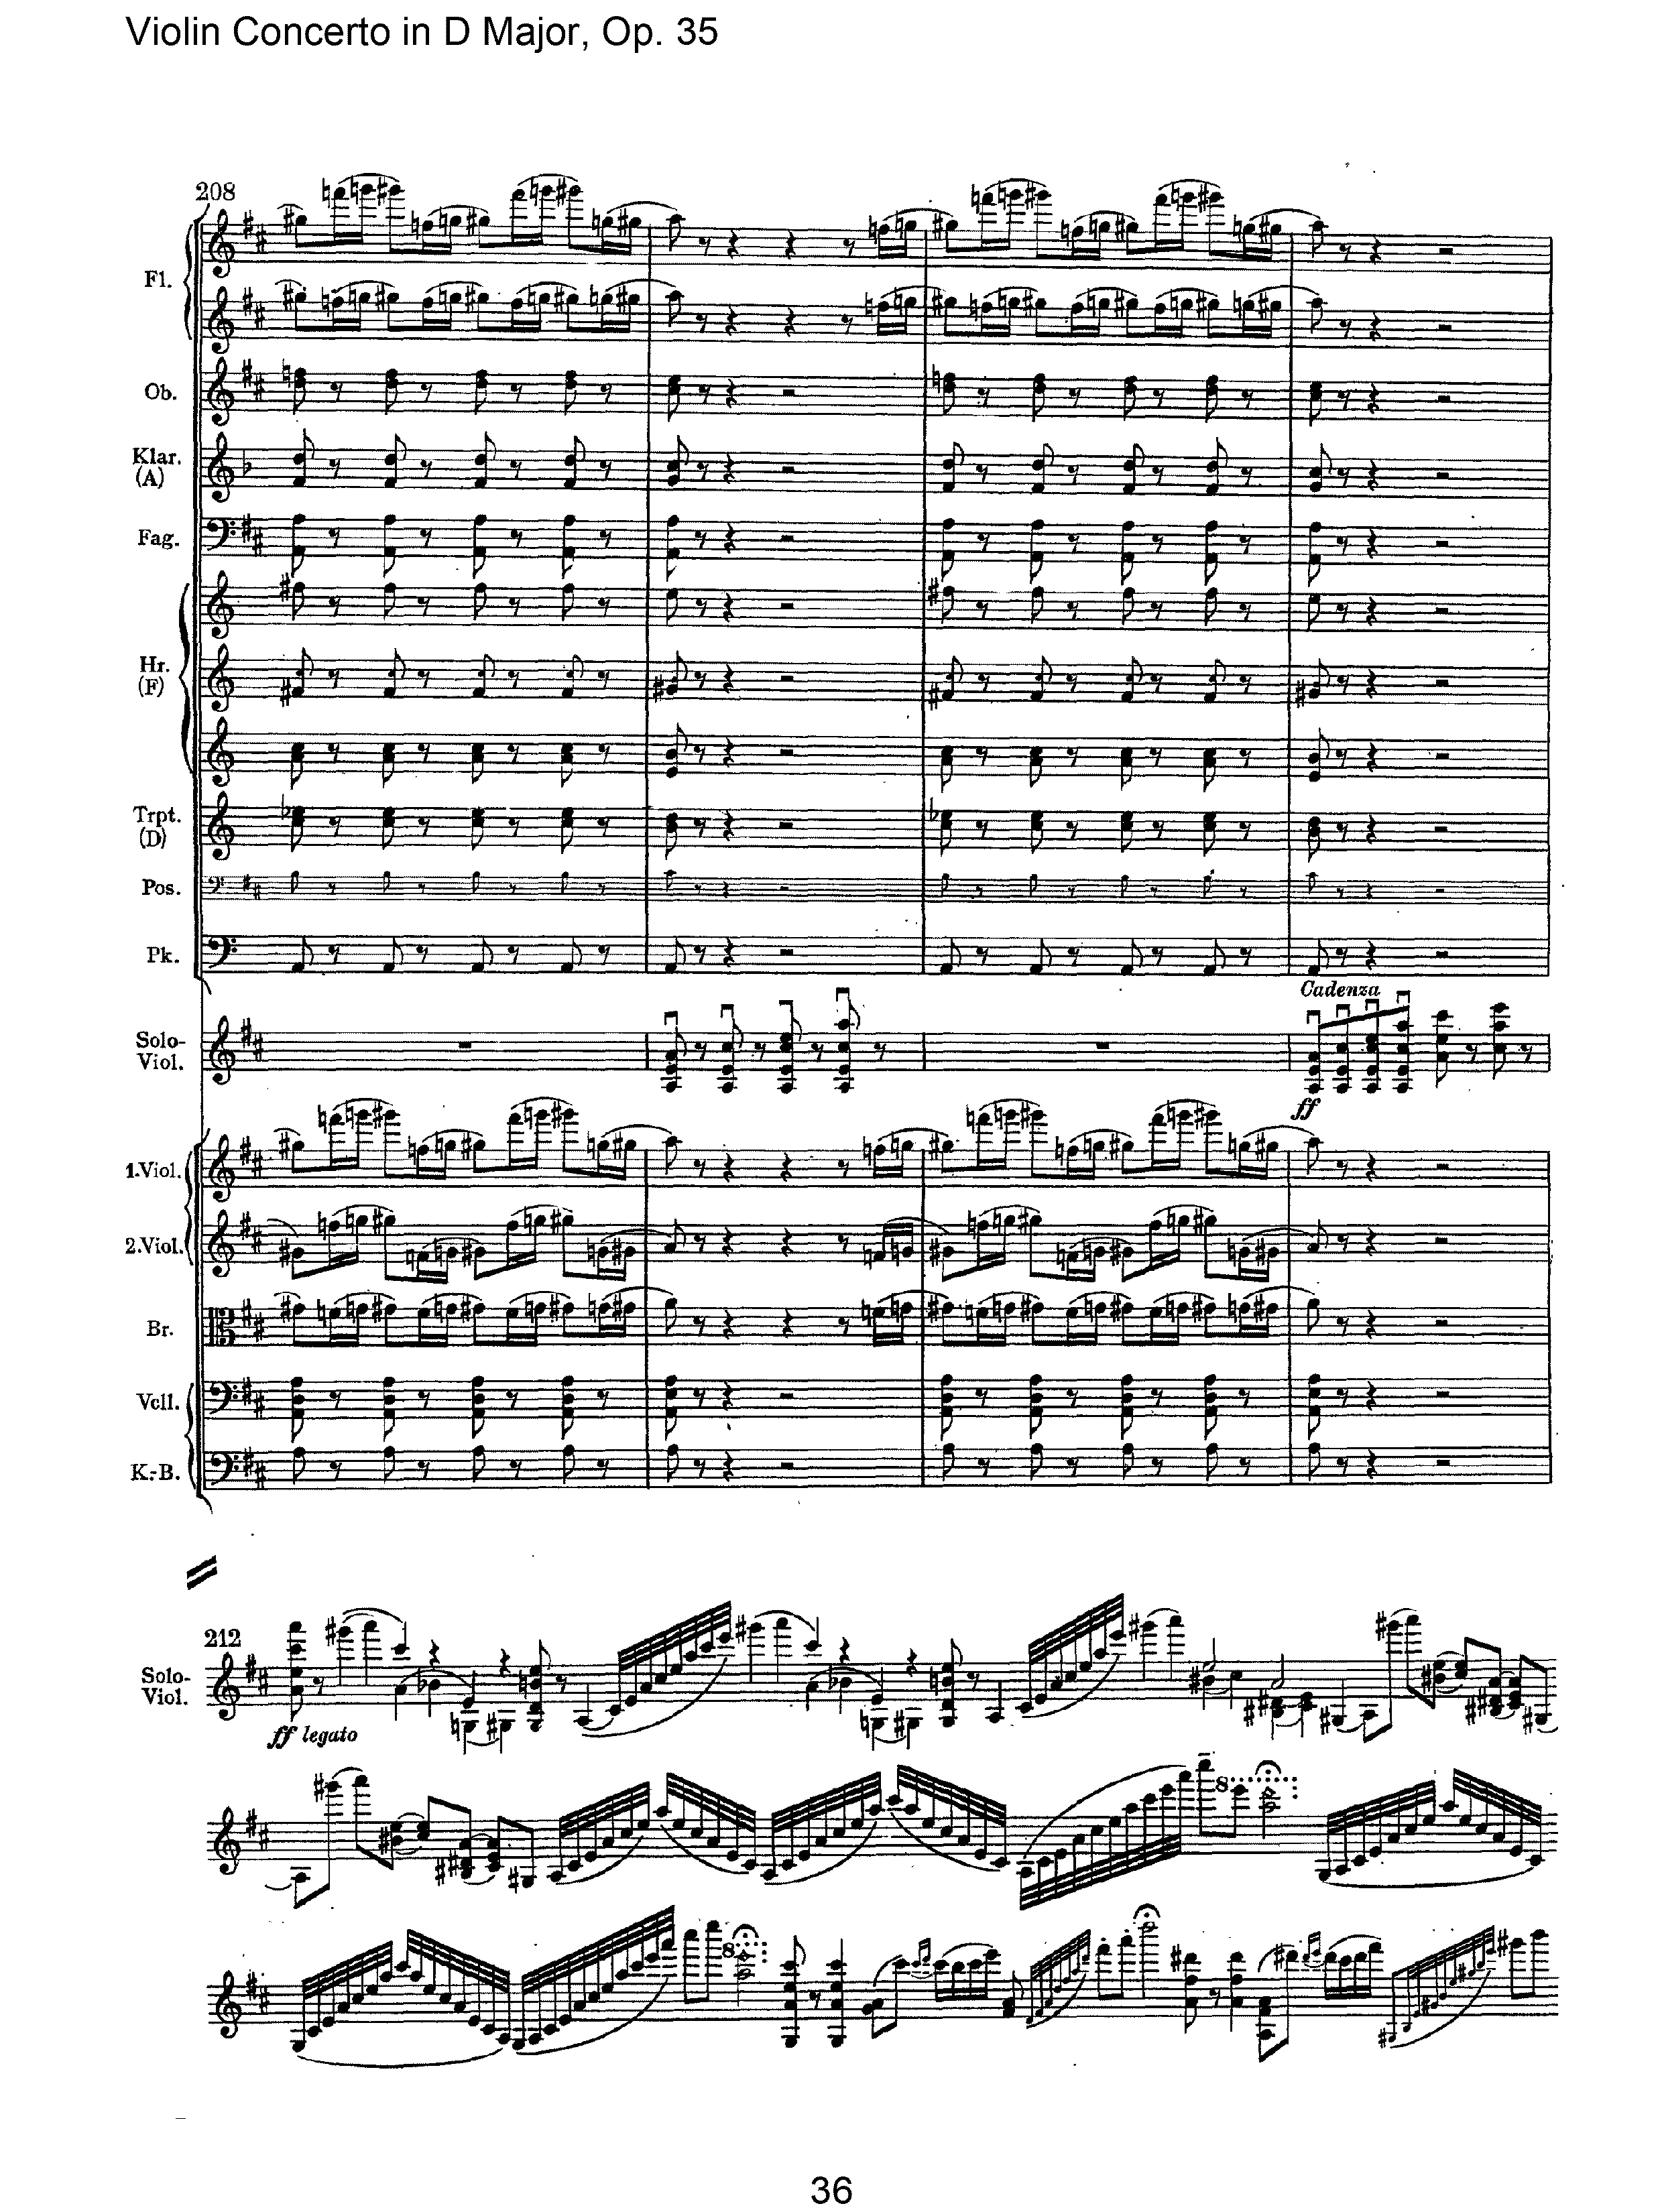 Violin Concerto in D Major, Op. 35
208
Fl.
Ob.
Klar.
(A)
Fag.
Hr.
(F)
Trpt.
(D)
Pos.
Pk.
Cadenza
Solo-
Viol.
ff
1.Viol.
2.Viol.
Br.
Vcll.
K.-B.
212
Solo-
Viol.
ff legato
8
8
36